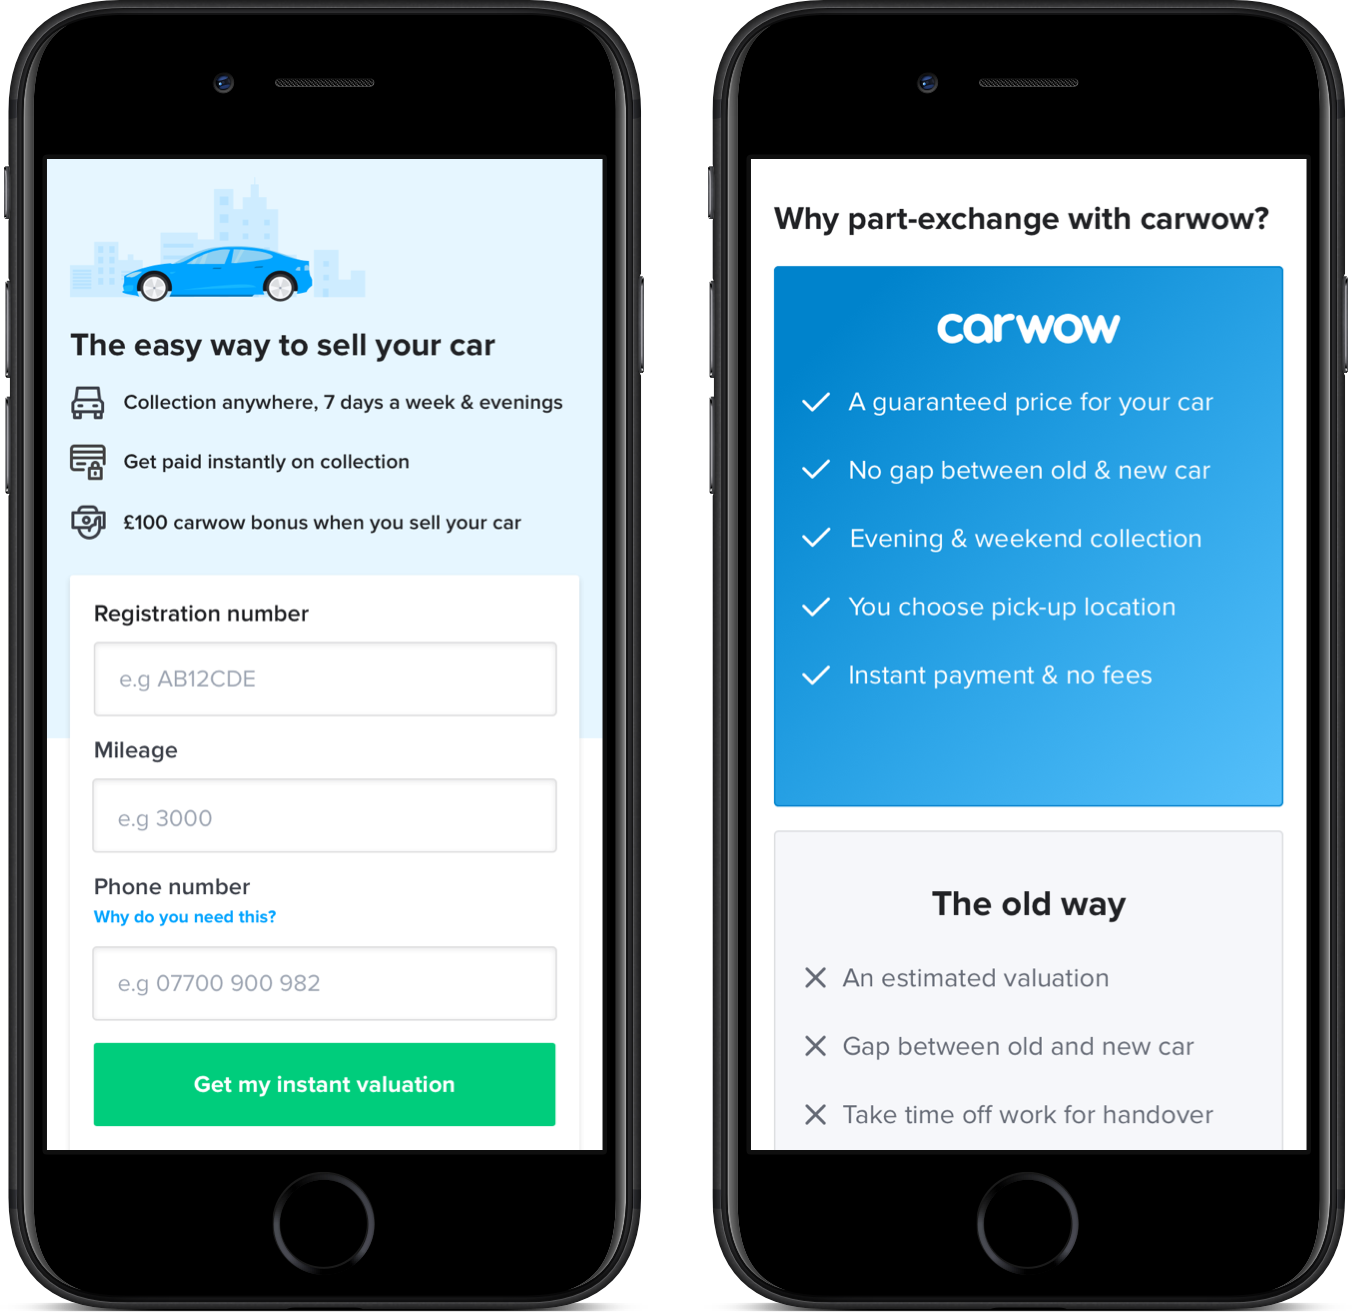 The easy way to sell your car
Collection anywhere, 7 days a week & evenings
Get paid instantly on collection
£100 carwow bonus when you sell your car
Registration number
e.g AB12CDE
Mileage
e.g 3000
Phone number
Why do you need this?
e.g 07700 900 982
Get my instant valuation
Why part-exchange with carwow?
carwow
A guaranteed price for your car
No gap between old & new car
Evening & weekend collection
You choose pick-up location
Instant payment & no fees
The old way
An estimated valuation
Gap between old and new car
Take time off work for handover